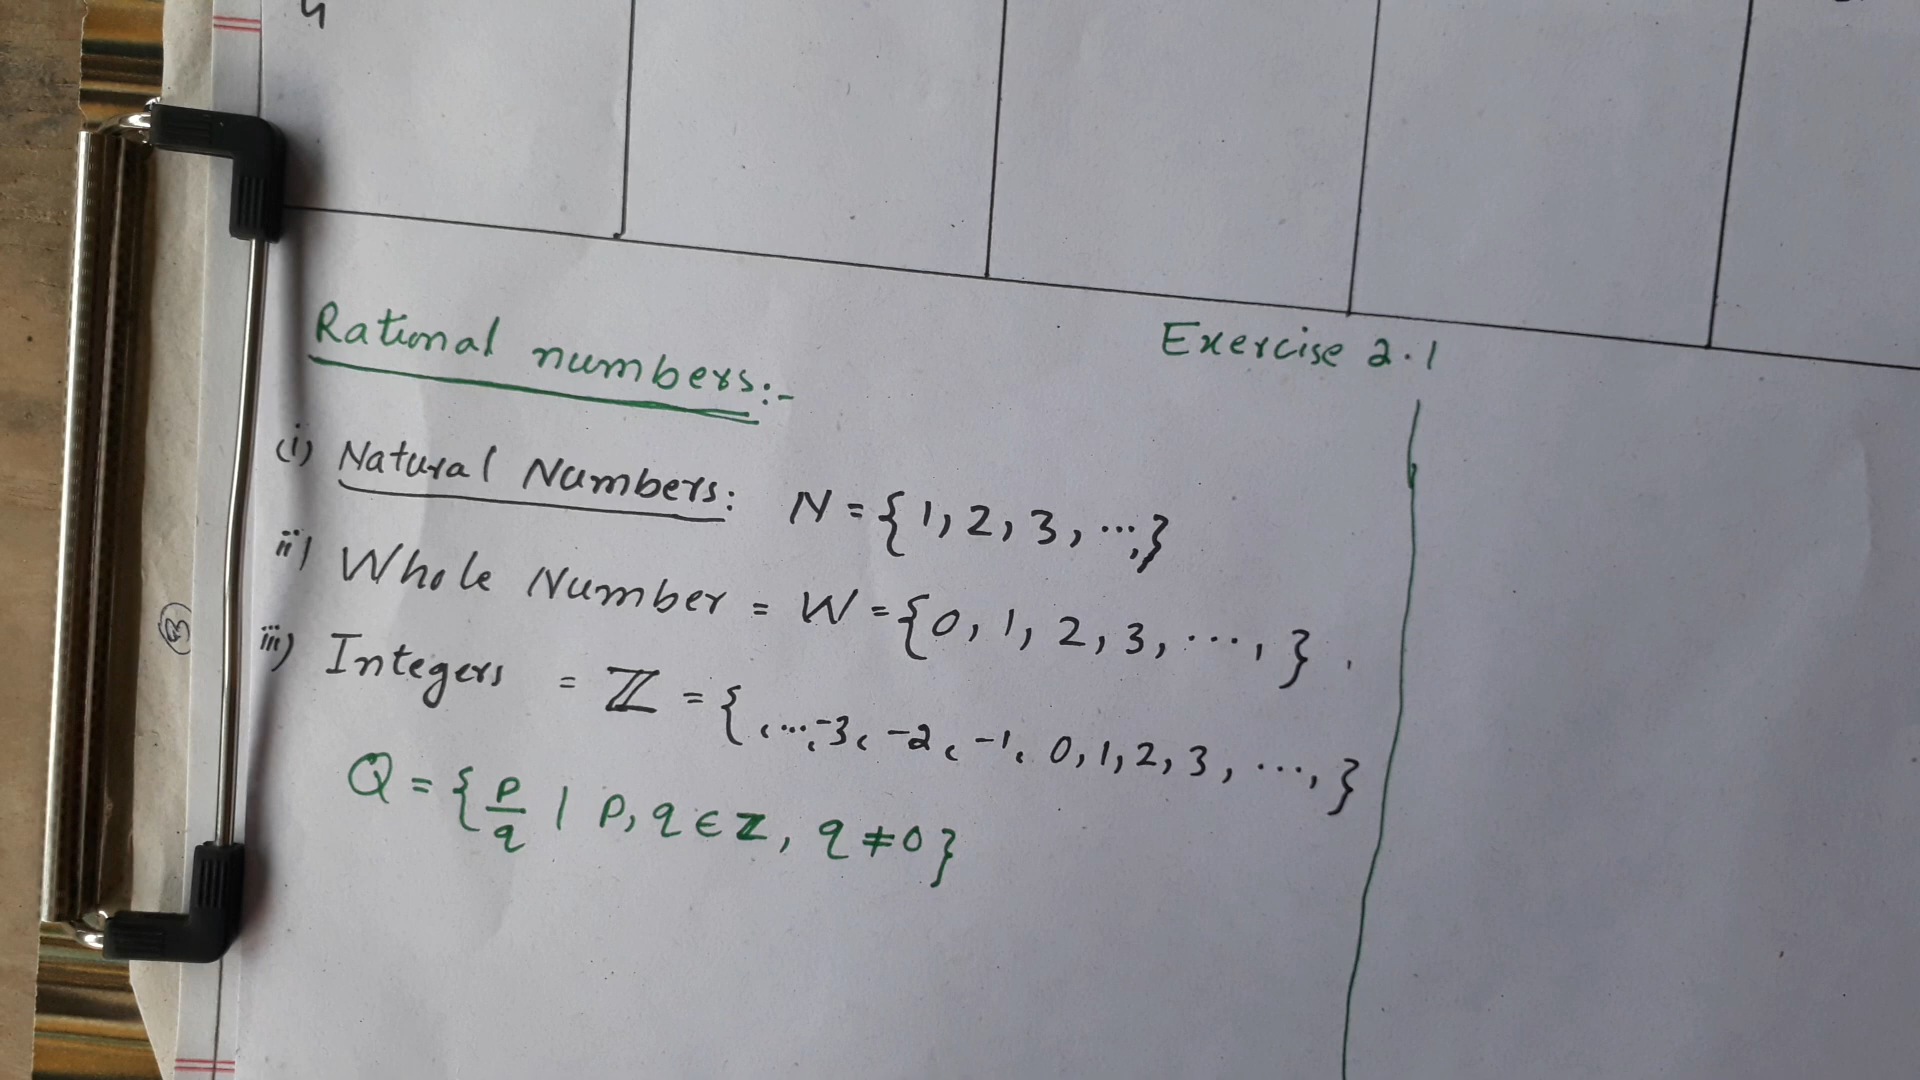 Rational numbers:-
Exercise 2.1
(i) Natural Numbers: N = {1, 2, 3, ...,}
ii) Whole Number = W = {0, 1, 2, 3, ..., } .
iii) Integers = ℤ = { , ..., -3, -2, -1, 0, 1, 2, 3, ..., }
Q = { p/q | p, q ∈ ℤ, q ≠ 0}